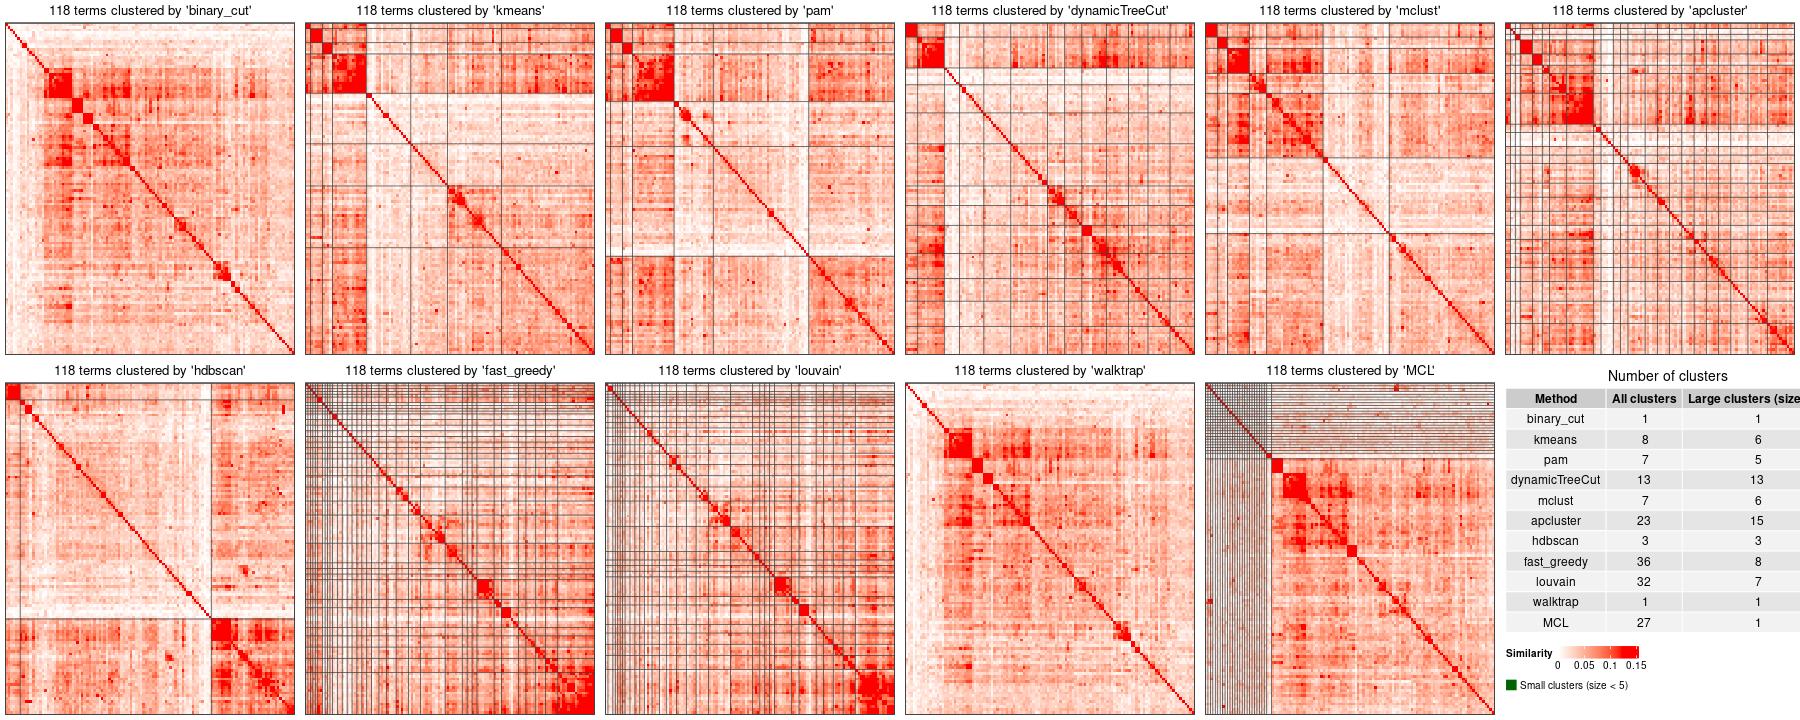 118 terms clustered by 'binary_cut'
118 terms clustered by 'kmeans'
118 terms clustered by 'pam'
118 terms clustered by 'dynamicTreeCut'
118 terms clustered by 'mclust'
118 terms clustered by 'apcluster'
118 terms clustered by 'hdbscan'
118 terms clustered by 'fast_greedy'
118 terms clustered by 'louvain'
118 terms clustered by 'walktrap'
118 terms clustered by 'MCL'
Number of clusters
Method All clusters Large clusters (size
binary_cut 1 1
kmeans 8 6
pam 7 5
dynamicTreeCut 13 13
mclust 7 6
apcluster 23 15
hdbscan 3 3
fast_greedy 36 8
louvain 32 7
walktrap 1 1
MCL 27 1
Similarity
0 0.05 0.1 0.15
Small clusters (size < 5)